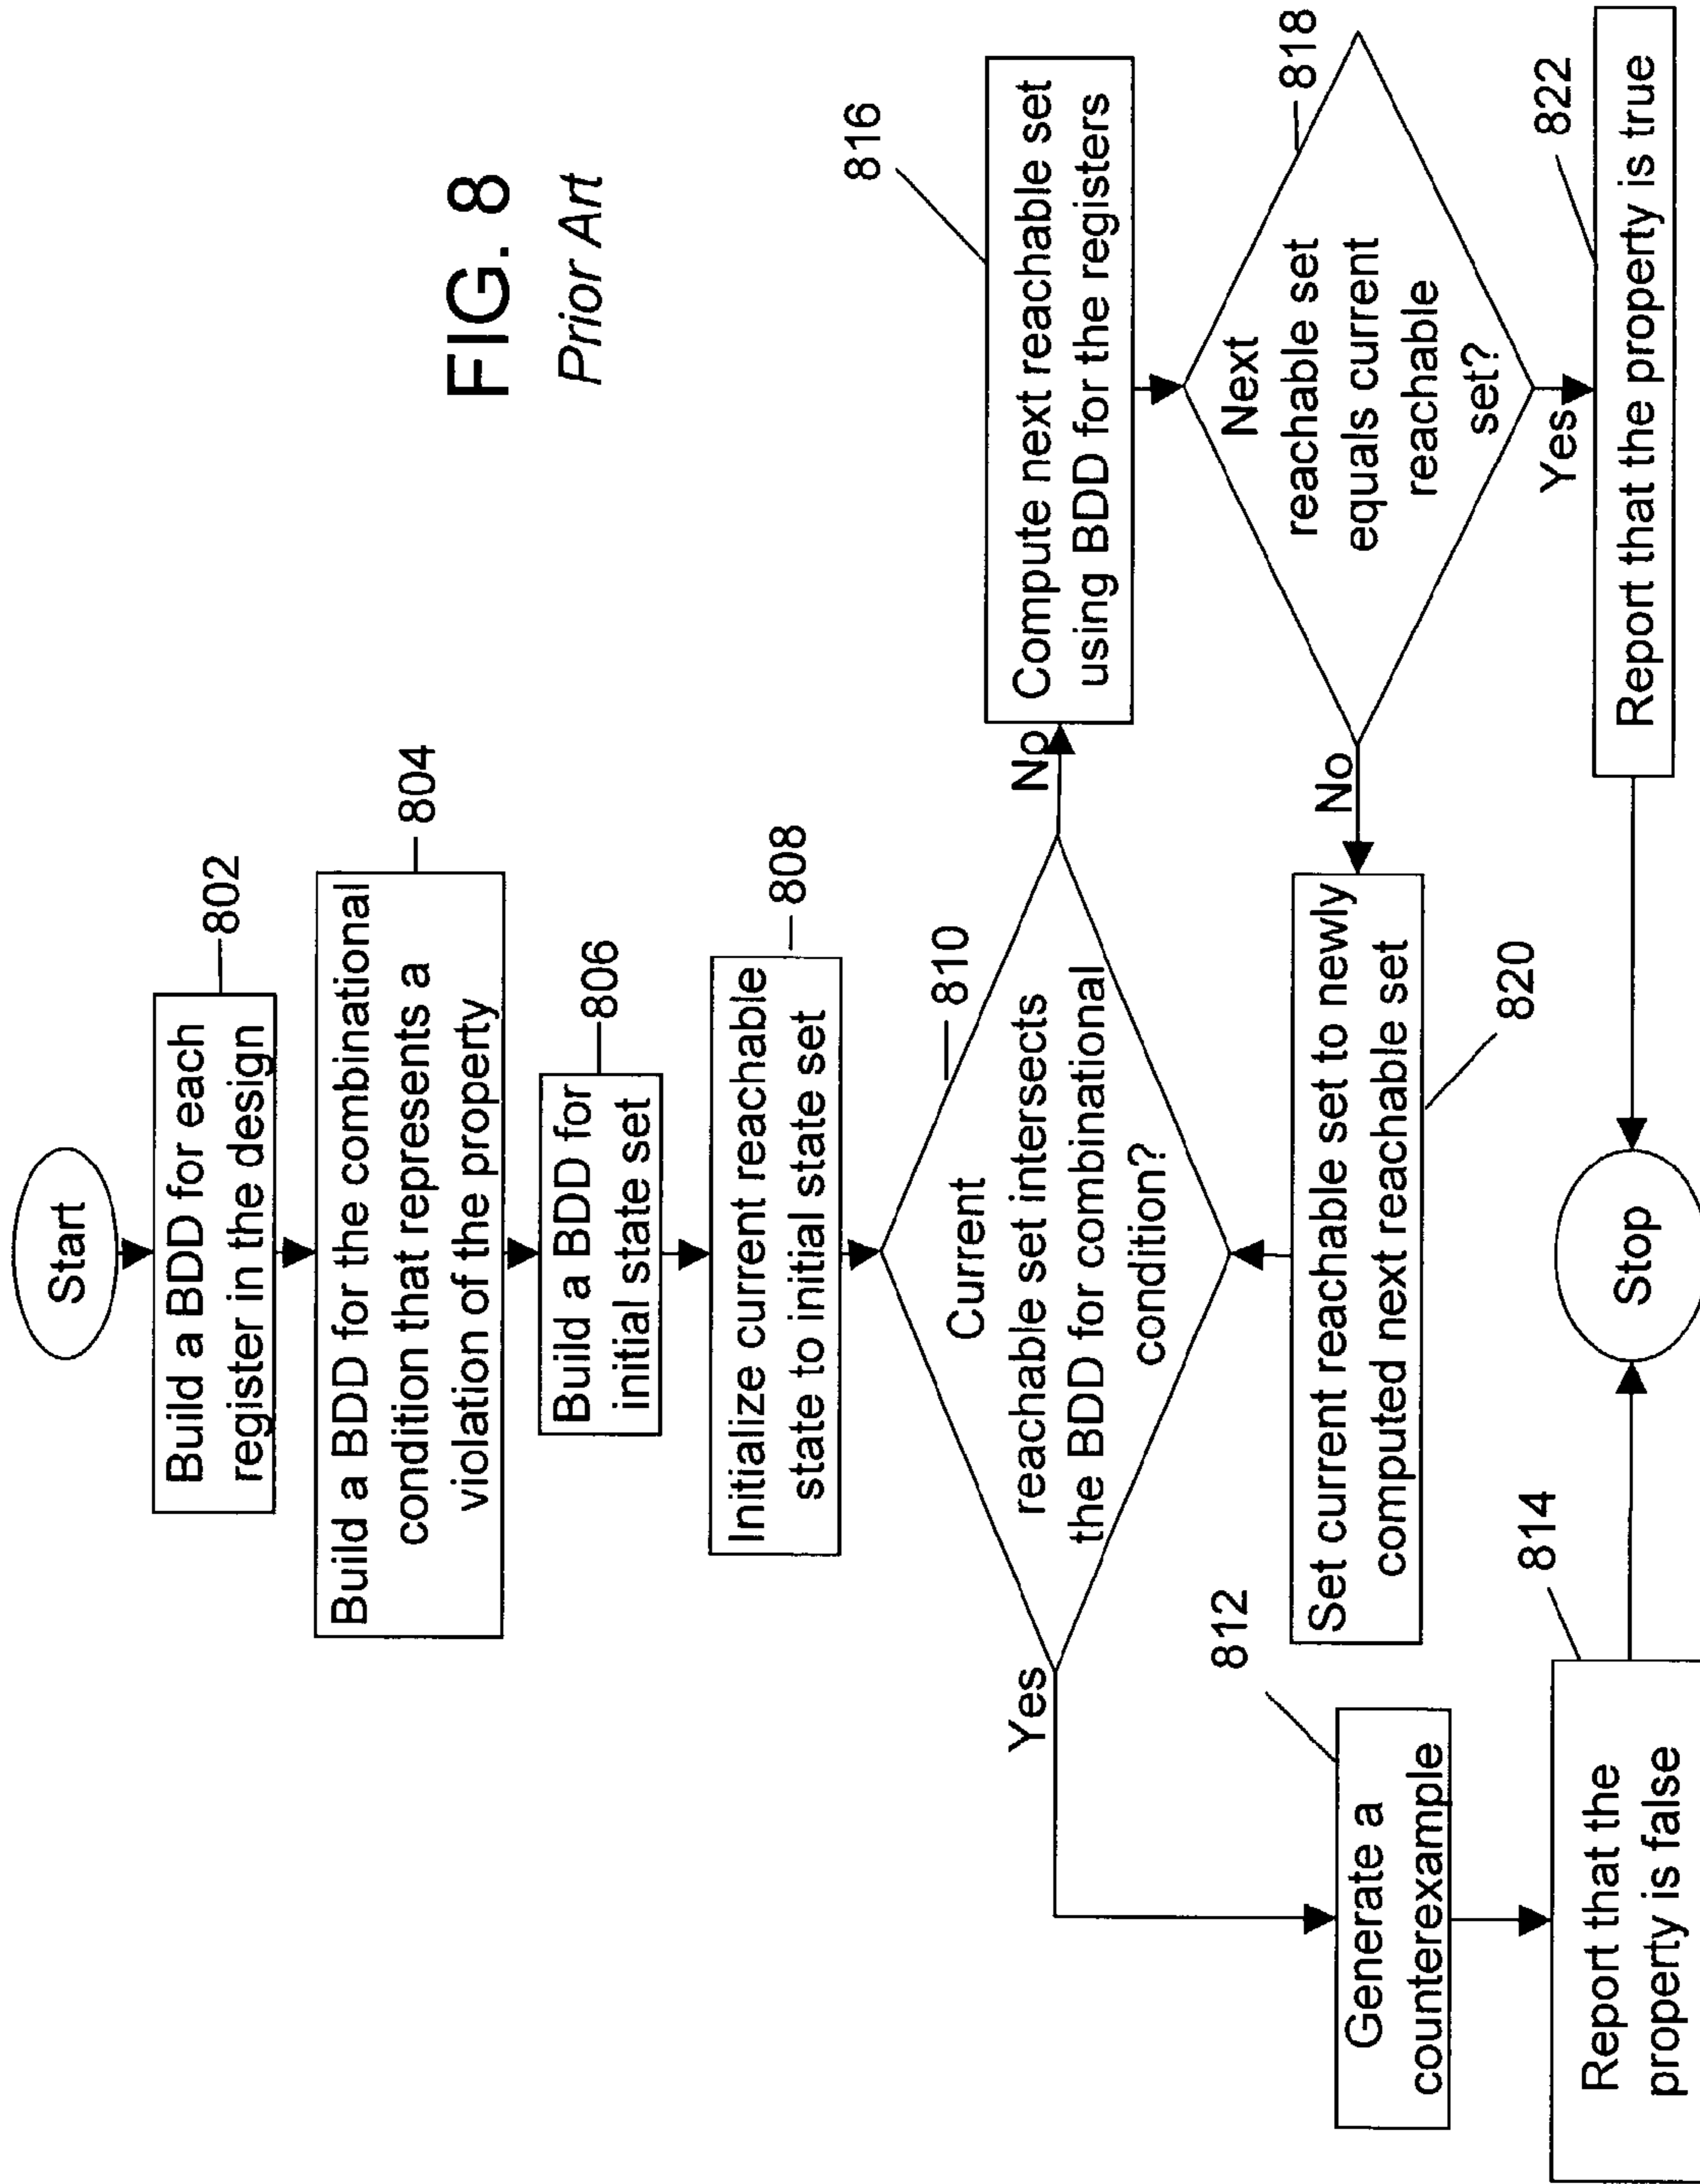 FIG. 8
Prior Art
Start
Build a BDD for each
register in the design
802
Build a BDD for the combinational
condition that represents a
violation of the property
804
Build a BDD for
initial state set
806
Initialize current reachable
state to initial state set
808
Current
reachable set intersects
the BDD for combinational
condition?
810
Yes
No
Generate a
counterexample
812
Report that the
property is false
814
Compute next reachable set
using BDD for the registers
816
Next
reachable set
equals current
reachable
set?
818
No
Yes
Set current reachable set to newly
computed next reachable set
820
Report that the property is true
822
Stop